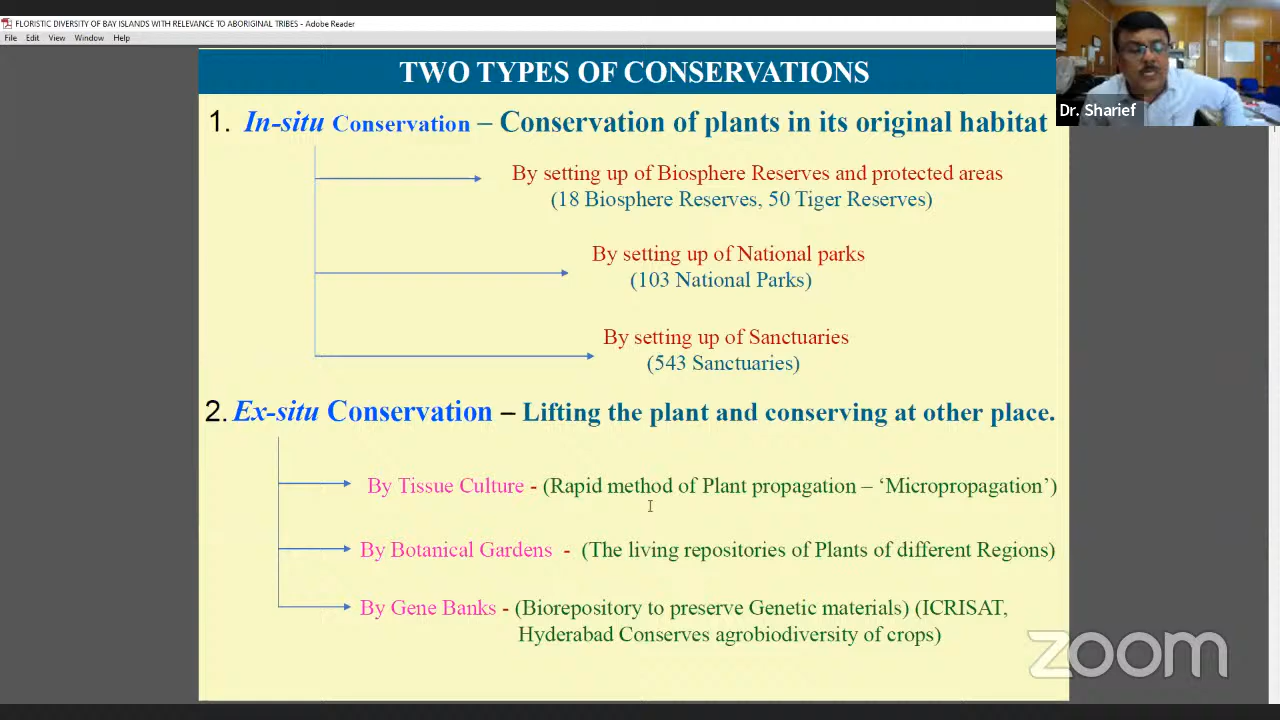 FLORISTIC DIVERSITY OF BAY ISLANDS WITH RELEVANCE TO ABORIGINAL TRIBES - Adobe Reader
File Edit View Window Help
TWO TYPES OF CONSERVATIONS
1. In-situ Conservation – Conservation of plants in its original habitat
By setting up of Biosphere Reserves and protected areas
(18 Biosphere Reserves, 50 Tiger Reserves)
By setting up of National parks
(103 National Parks)
By setting up of Sanctuaries
(543 Sanctuaries)
2. Ex-situ Conservation – Lifting the plant and conserving at other place.
By Tissue Culture - (Rapid method of Plant propagation – ‘Micropropagation’)
By Botanical Gardens - (The living repositories of Plants of different Regions)
By Gene Banks - (Biorepository to preserve Genetic materials) (ICRISAT,
Hyderabad Conserves agrobiodiversity of crops)
Dr. Sharief
zoom